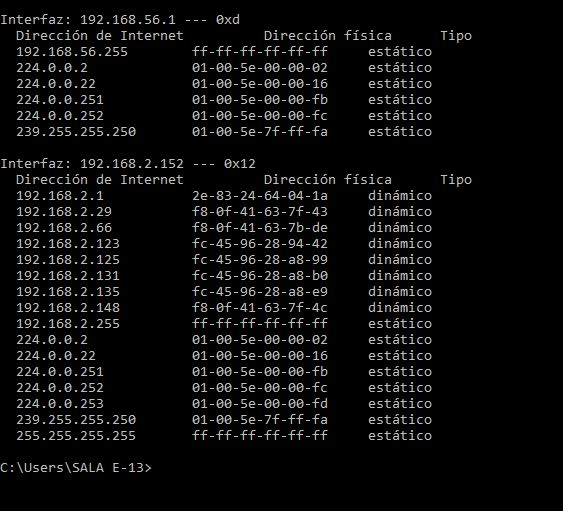 Interfaz: 192.168.56.1 --- 0xd
  Dirección de Internet          Dirección física      Tipo
  192.168.56.255        ff-ff-ff-ff-ff-ff     estático
  224.0.0.2             01-00-5e-00-00-02     estático
  224.0.0.22            01-00-5e-00-00-16     estático
  224.0.0.251           01-00-5e-00-00-fb     estático
  224.0.0.252           01-00-5e-00-00-fc     estático
  239.255.255.250       01-00-5e-7f-ff-fa     estático
Interfaz: 192.168.2.152 --- 0x12
  Dirección de Internet          Dirección física      Tipo
  192.168.2.1           2e-83-24-64-04-1a     dinámico
  192.168.2.29          f8-0f-41-63-7f-43     dinámico
  192.168.2.66          f8-0f-41-63-7b-de     dinámico
  192.168.2.123         fc-45-96-28-94-42     dinámico
  192.168.2.125         fc-45-96-28-a8-99     dinámico
  192.168.2.131         fc-45-96-28-a8-b0     dinámico
  192.168.2.135         fc-45-96-28-a8-e9     dinámico
  192.168.2.148         f8-0f-41-63-7f-4c     dinámico
  192.168.2.255         ff-ff-ff-ff-ff-ff     estático
  224.0.0.2             01-00-5e-00-00-02     estático
  224.0.0.22            01-00-5e-00-00-16     estático
  224.0.0.251           01-00-5e-00-00-fb     estático
  224.0.0.252           01-00-5e-00-00-fc     estático
  224.0.0.253           01-00-5e-00-00-fd     estático
  239.255.255.250       01-00-5e-7f-ff-fa     estático
  255.255.255.255       ff-ff-ff-ff-ff-ff     estático
C:\Users\SALA E-13>